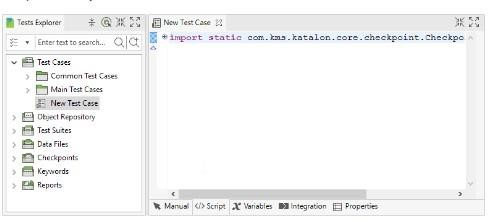 Tests Explorer
Enter text to search...
Test Cases
Common Test Cases
Main Test Cases
New Test Case
Object Repository
Test Suites
Data Files
Checkpoints
Keywords
Reports
New Test Case
import static com.kms.katalon.core.checkpoint.Checkpo
Manual </> Script Variables Integration Properties